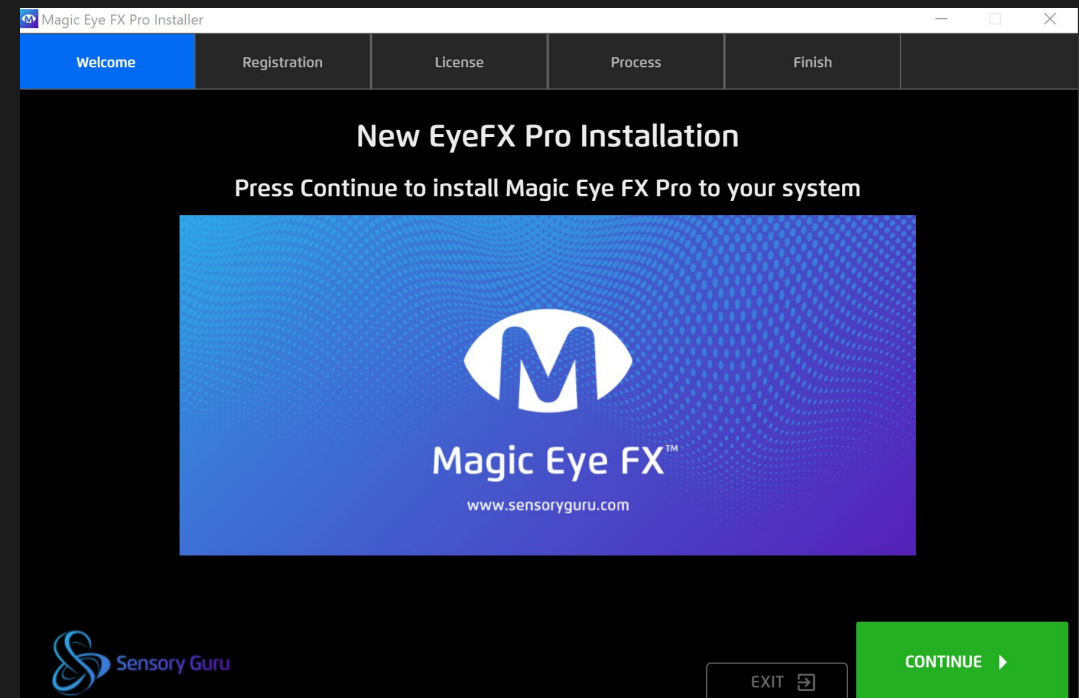 Magic Eye FX Pro Installer
Welcome Registration License Process Finish
New EyeFX Pro Installation
Press Continue to install Magic Eye FX Pro to your system
M
Magic Eye FX™
www.sensoryguru.com
Sensory Guru
EXIT
CONTINUE